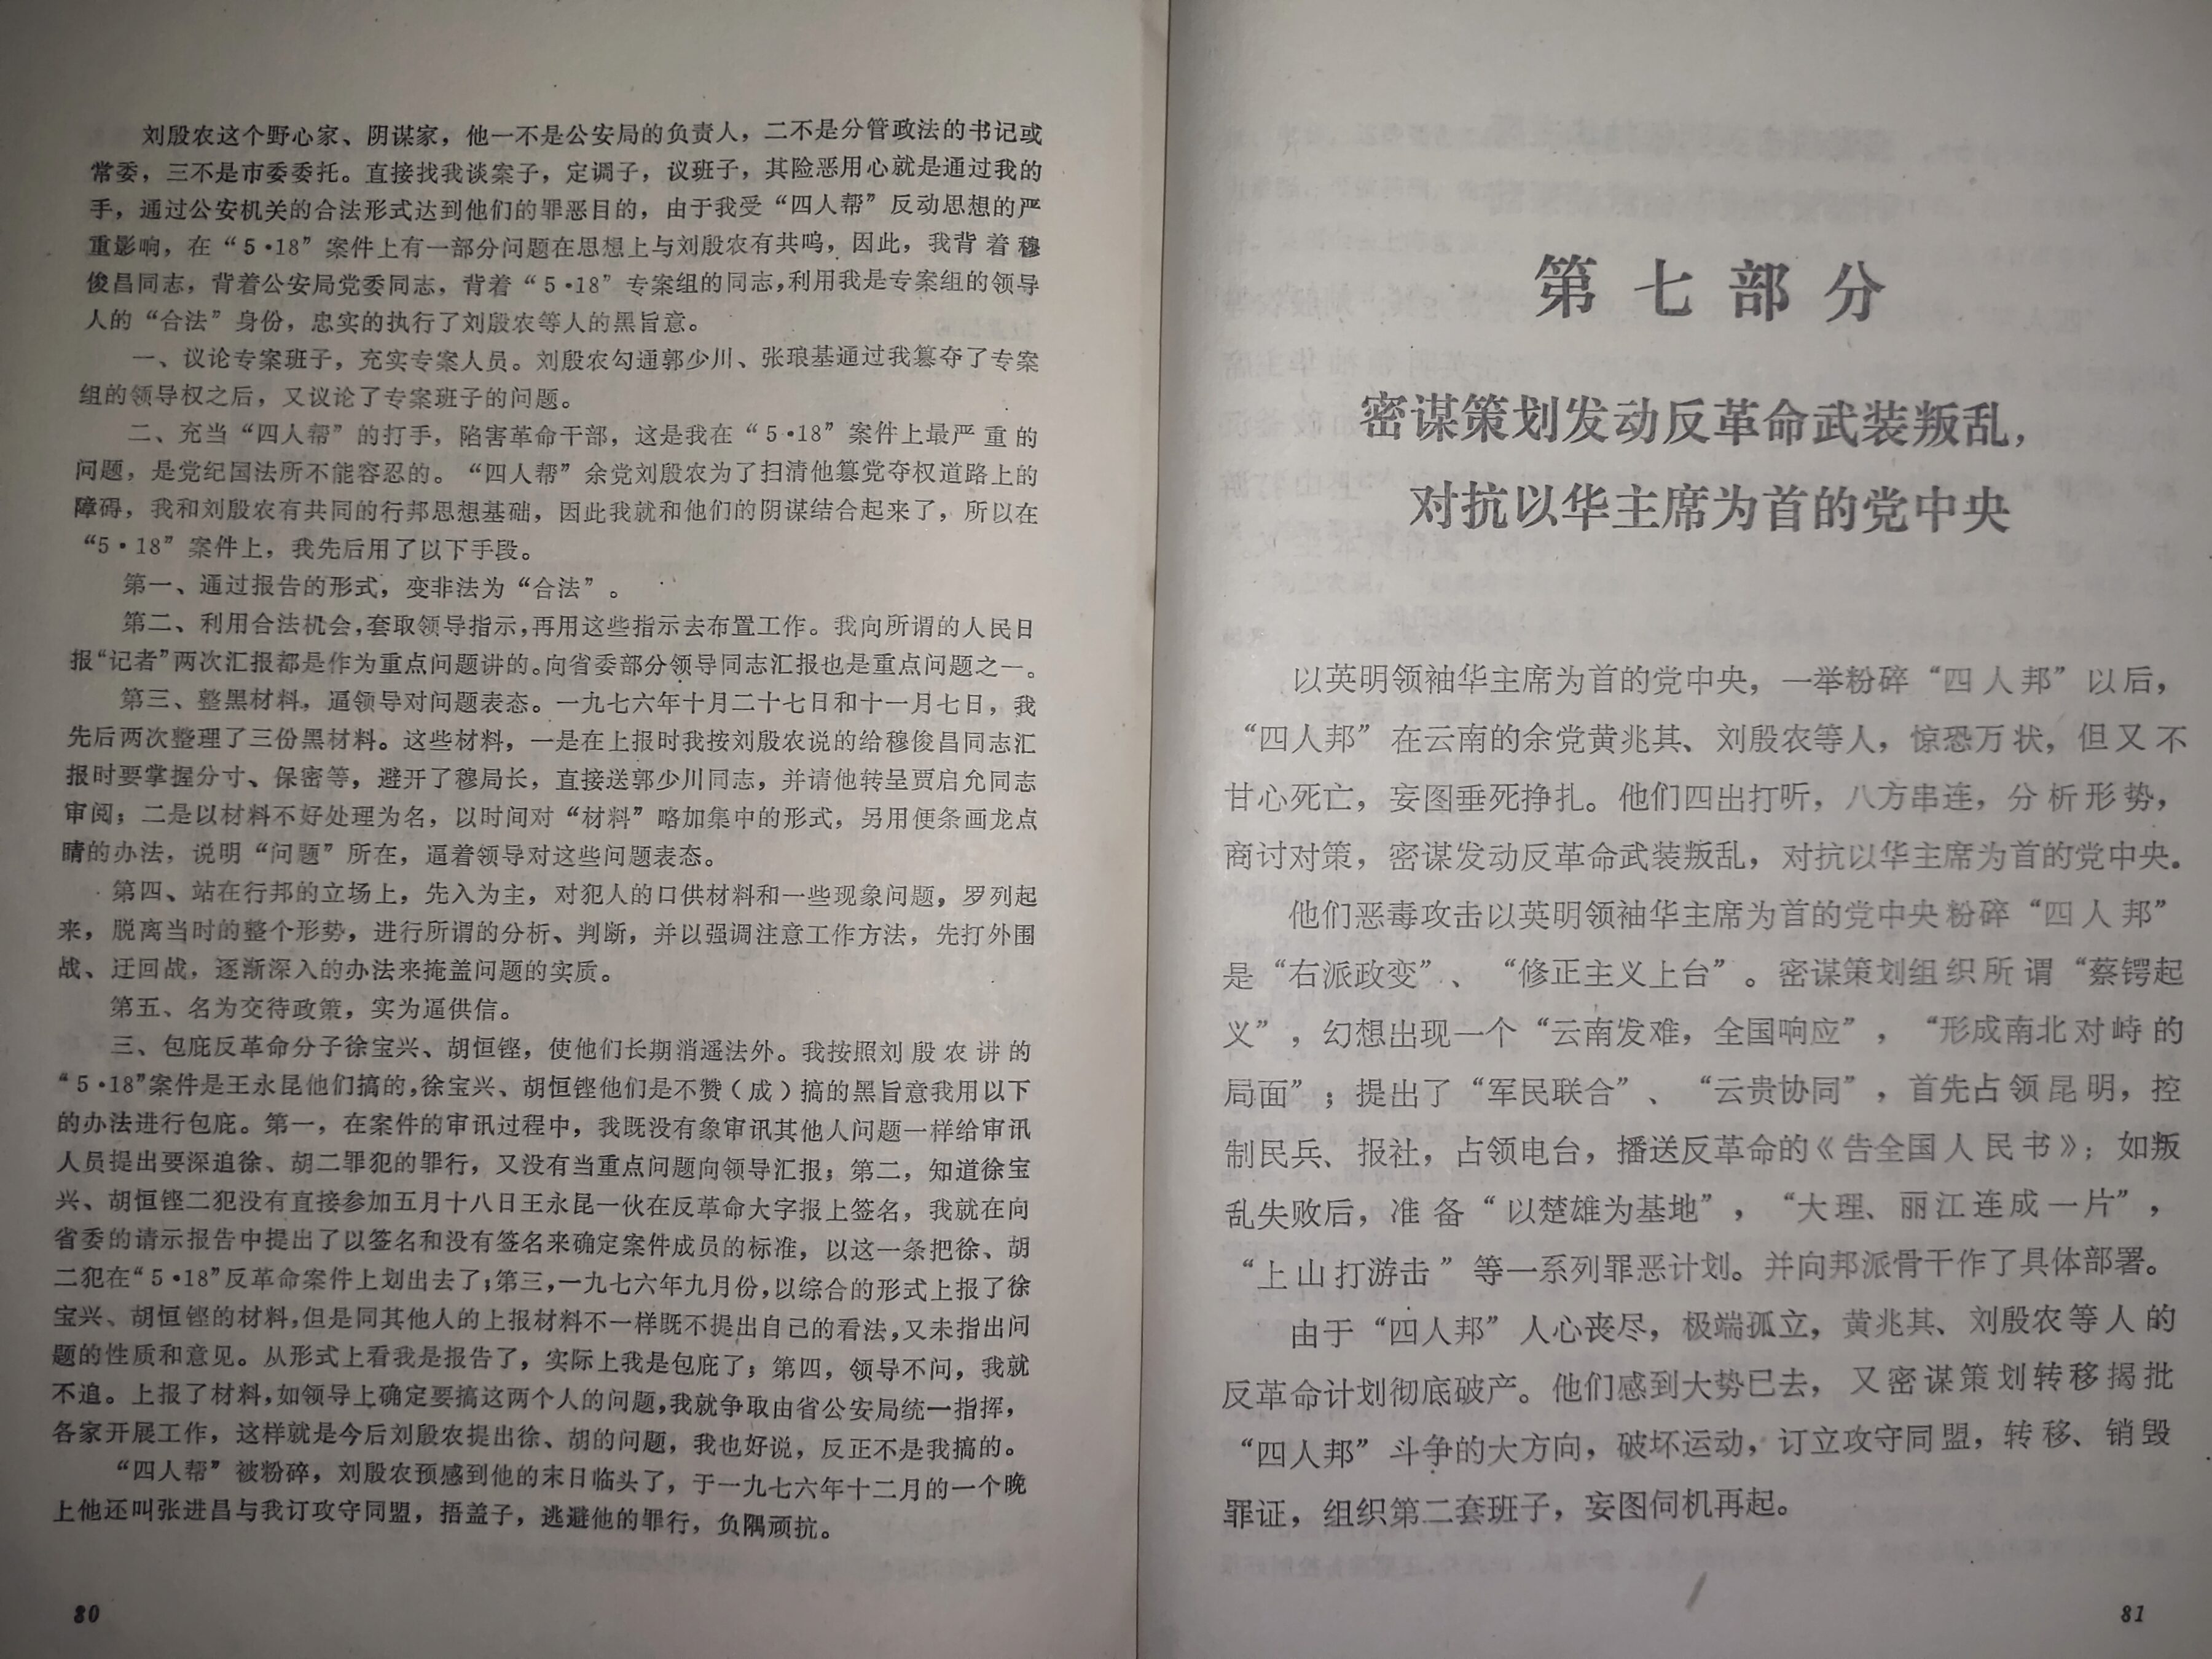 刘殷农这个野心家、阴谋家，他一不是公安局的负责人，二不是分管政法的书记或
常委，三不是市委委托。直接找我谈案子，定调子，议班子，其险恶用心就是通过我的
手，通过公安机关的合法形式达到他们的罪恶目的，由于我受“四人帮”反动思想的严
重影响，在“5·18”案件上有一部分问题在思想上与刘殷农有共鸣，因此，我背着穆
俊昌同志，背着公安局党委同志，背着“5·18”专案组的同志，利用我是专案组的领导
人的“合法”身份，忠实的执行了刘殷农等人的黑旨意。
一、议论专案班子，充实专案人员。刘殷农勾通郭少川、张琅基通过我篡夺了专案
组的领导权之后，又议论了专案班子的问题。
二、充当“四人帮”的打手，陷害革命干部，这是我在“5·18”案件上最严重的
问题，是党纪国法所不能容忍的。“四人帮”余党刘殷农为了扫清他篡党夺权道路上的
障碍，我和刘殷农有共同的行邦思想基础，因此我就和他们的阴谋结合起来了，所以在
“5·18”案件上，我先后用了以下手段。
第一、通过报告的形式，变非法为“合法”。
第二、利用合法机会，套取领导指示，再用这些指示去布置工作。我向所谓的人民日
报“记者”两次汇报都是作为重点问题讲的。向省委部分领导同志汇报也是重点问题之一。
第三、整黑材料，逼领导对问题表态。一九七六年十月二十七日和十一月七日，我
先后两次整理了三份黑材料。这些材料，一是在上报时我按刘殷农说的给穆俊昌同志汇
报时要掌握分寸、保密等，避开了穆局长，直接送郭少川同志，并请他转呈贾启允同志
审阅；二是以材料不好处理为名，以时间对“材料”略加集中的形式，另用便条画龙点
睛的办法，说明“问题”所在，逼着领导对这些问题表态。
第四、站在行邦的立场上，先入为主，对犯人的口供材料和一些现象问题，罗列起
来，脱离当时的整个形势，进行所谓的分析、判断，并以强调注意工作方法，先打外围
战、迂回战，逐渐深入的办法来掩盖问题的实质。
第五、名为交待政策，实为逼供信。
三、包庇反革命分子徐宝兴、胡恒铿，使他们长期消遥法外。我按照刘殷农讲的
“5·18”案件是王永昆他们搞的，徐宝兴、胡恒铿他们是不赞（成）搞的黑旨意我用以下
的办法进行包庇。第一，在案件的审讯过程中，我既没有象审讯其他人问题一样给审讯
人员提出要深追徐、胡二罪犯的罪行，又没有当重点问题向领导汇报；第二，知道徐宝
兴、胡恒铿二犯没有直接参加五月十八日王永昆一伙在反革命大字报上签名，我就在向
省委的请示报告中提出了以签名和没有签名来确定案件成员的标准，以这一条把徐、胡
二犯在“5·18”反革命案件上划出去了；第三，一九七六年九月份，以综合的形式上报了徐
宝兴、胡恒铿的材料，但是同其他人的上报材料不一样既不提出自己的看法，又未指出问
题的性质和意见。从形式上看我是报告了，实际上我是包庇了；第四，领导不问，我就
不追。上报了材料，如领导上确定要搞这两个人的问题，我就争取由省公安局统一指挥，
各家开展工作，这样就是今后刘殷农提出徐、胡的问题，我也好说，反正不是我搞的。
“四人帮”被粉碎，刘殷农预感到他的末日临头了，于一九七六年十二月的一个晚
上他还叫张进昌与我订攻守同盟，捂盖子，逃避他的罪行，负隅顽抗。
80
第七部分
密谋策划发动反革命武装叛乱，
对抗以华主席为首的党中央
以英明领袖华主席为首的党中央，一举粉碎“四人邦”以后，
“四人邦”在云南的余党黄兆其、刘殷农等人，惊恐万状，但又不
甘心死亡，妄图垂死挣扎。他们四出打听，八方串连，分析形势，
商讨对策，密谋发动反革命武装叛乱，对抗以华主席为首的党中央。
他们恶毒攻击以英明领袖华主席为首的党中央粉碎“四人邦”
是“右派政变”、“修正主义上台”。密谋策划组织所谓“蔡锷起
义”，幻想出现一个“云南发难，全国响应”，“形成南北对峙的
局面”；提出了“军民联合”、“云贵协同”，首先占领昆明，控
制民兵、报社，占领电台，播送反革命的《告全国人民书》；如叛
乱失败后，准备“以楚雄为基地”，“大理、丽江连成一片”，
“上山打游击”等一系列罪恶计划。并向邦派骨干作了具体部署。
由于“四人邦”人心丧尽，极端孤立，黄兆其、刘殷农等人的
反革命计划彻底破产。他们感到大势已去，又密谋策划转移揭批
“四人邦”斗争的大方向，破坏运动，订立攻守同盟，转移、销毁
罪证，组织第二套班子，妄图伺机再起。
81